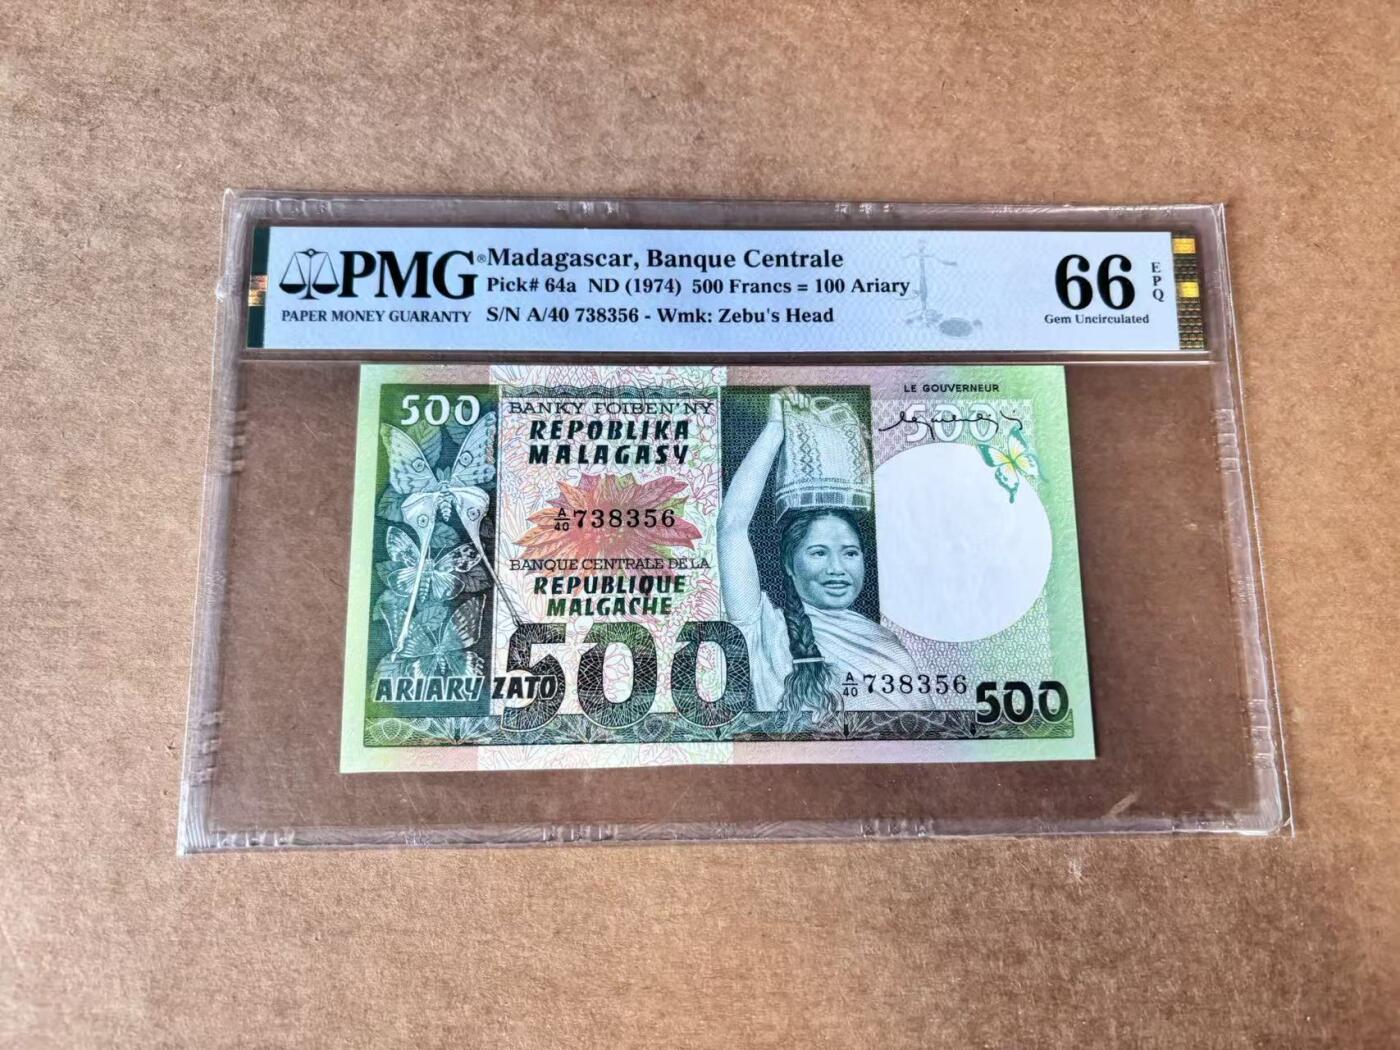 PMG®
PAPER MONEY GUARANTY
Madagascar, Banque Centrale
Pick# 64a ND (1974) 500 Francs = 100 Ariary
S/N A/40 738356 - Wmk: Zebu's Head
66
EPQ
Gem Uncirculated
500
BANKY FOIBEN'NY
REPOBLIKA
MALAGASY
A/40 738356
BANQUE CENTRALE DE LA
REPUBLIQUE
MALGACHE
500
ARIARY ZATO
LE GOUVERNEUR
500
A/40 738356
500